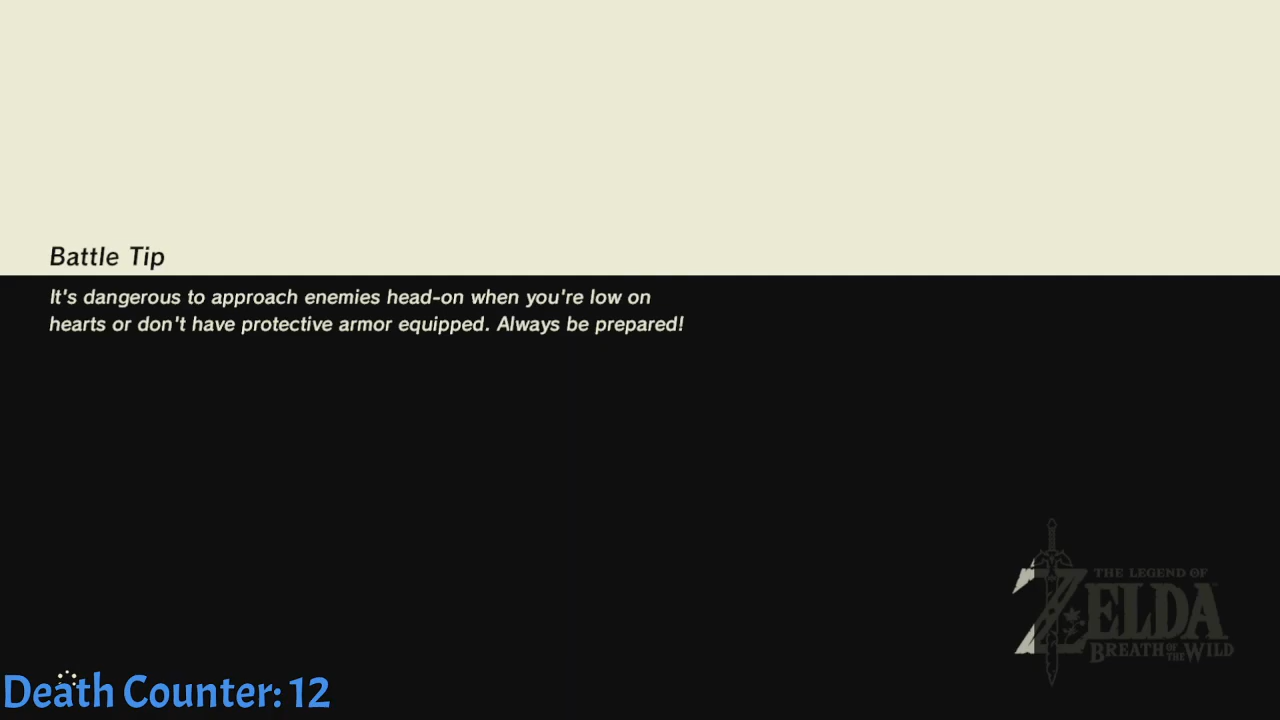 Battle Tip
It's dangerous to approach enemies head-on when you're low on
hearts or don't have protective armor equipped. Always be prepared!
THE LEGEND OF
ZELDA
BREATH OF THE WILD
Death Counter: 12